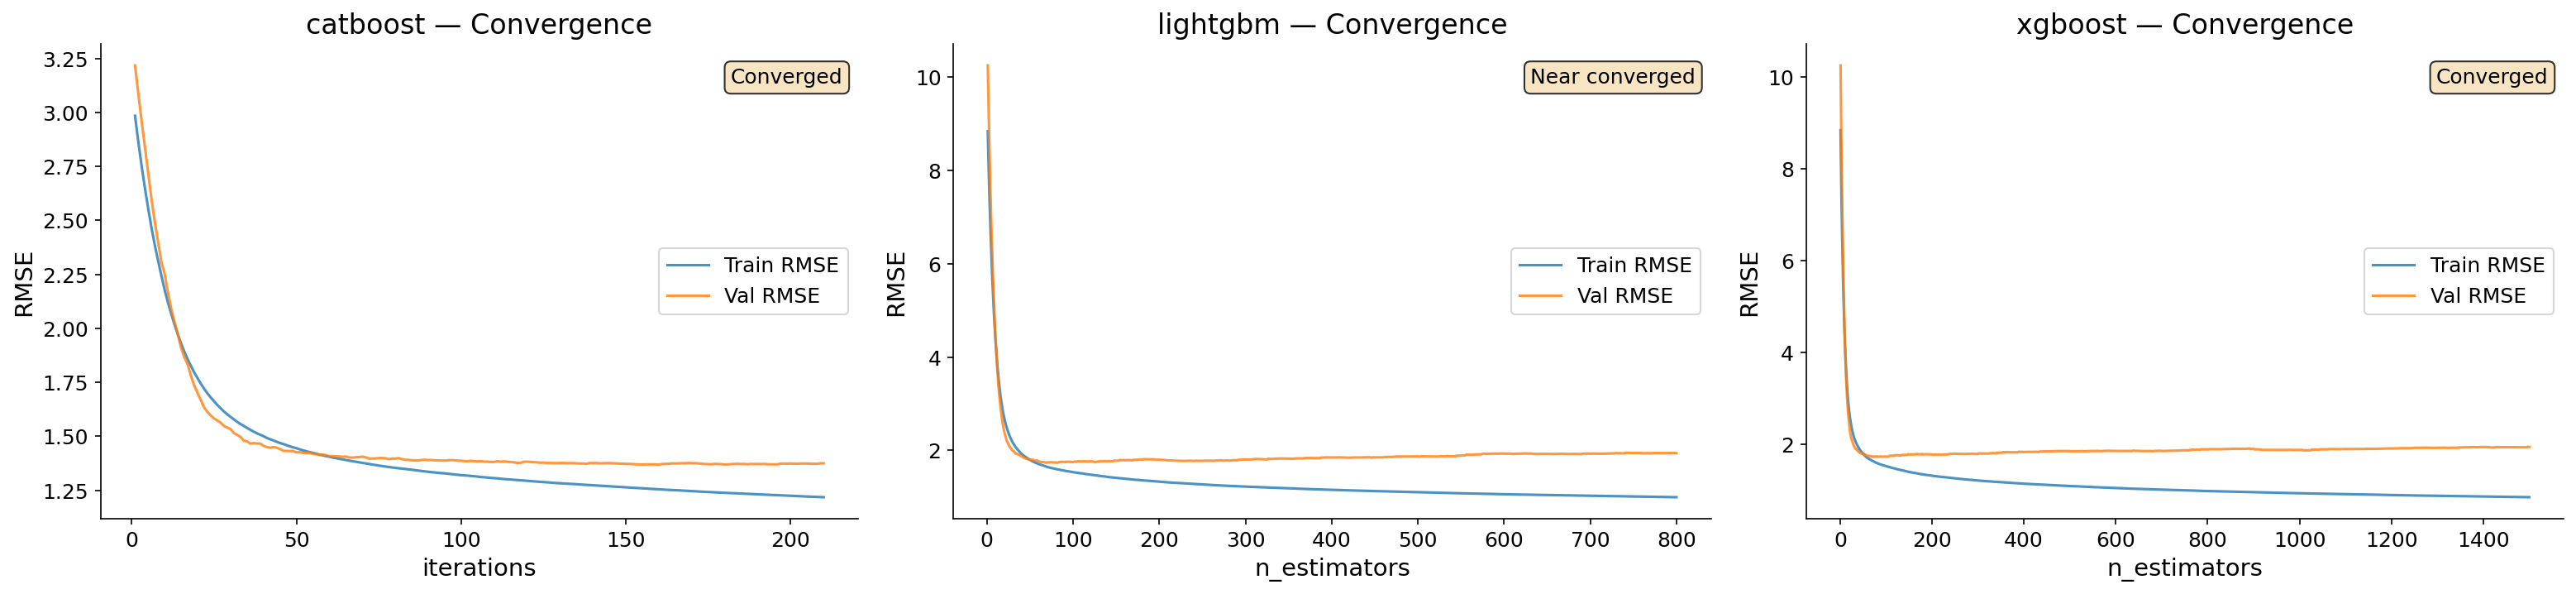 catboost — Convergence
3.25
3.00
2.75
2.50
2.25
2.00
1.75
1.50
1.25
RMSE
Converged
Train RMSE
Val RMSE
0 50 100 150 200
iterations
lightgbm — Convergence
10
8
6
4
2
RMSE
Near converged
Train RMSE
Val RMSE
0 100 200 300 400 500 600 700 800
n_estimators
xgboost — Convergence
10
8
6
4
2
RMSE
Converged
Train RMSE
Val RMSE
0 200 400 600 800 1000 1200 1400
n_estimators